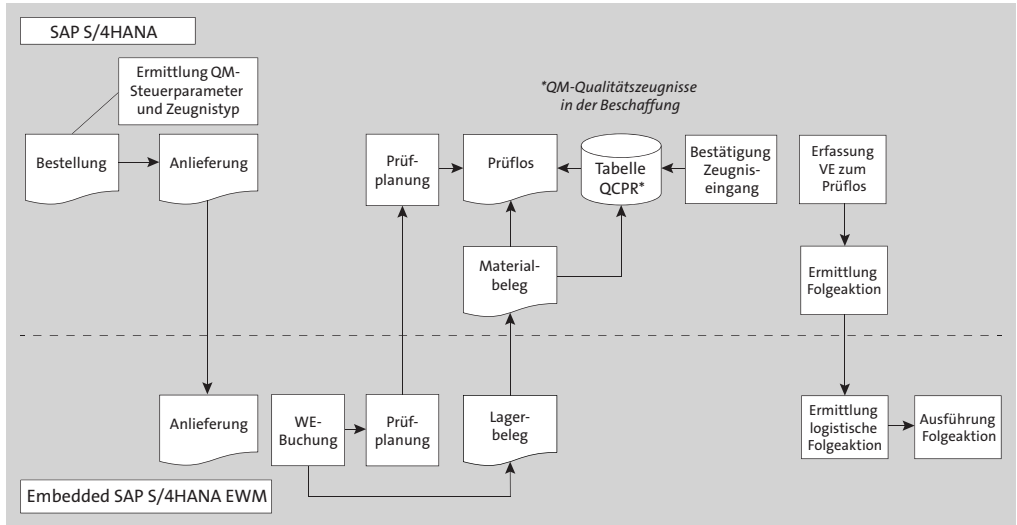 SAP S/4HANA
Ermittlung QM-
Steuerparameter
und Zeugnistyp
*QM-Qualitätszeugnisse
in der Beschaffung
Bestellung
Anlieferung
Prüf-
planung
Prüflos
Tabelle
QCPR*
Bestätigung
Zeugnis-
eingang
Erfassung
VE zum
Prüflos
Material-
beleg
Ermittlung
Folgeaktion
Anlieferung
WE-
Buchung
Prüf-
planung
Lager-
beleg
Ermittlung
logistische
Folgeaktion
Ausführung
Folgeaktion
Embedded SAP S/4HANA EWM